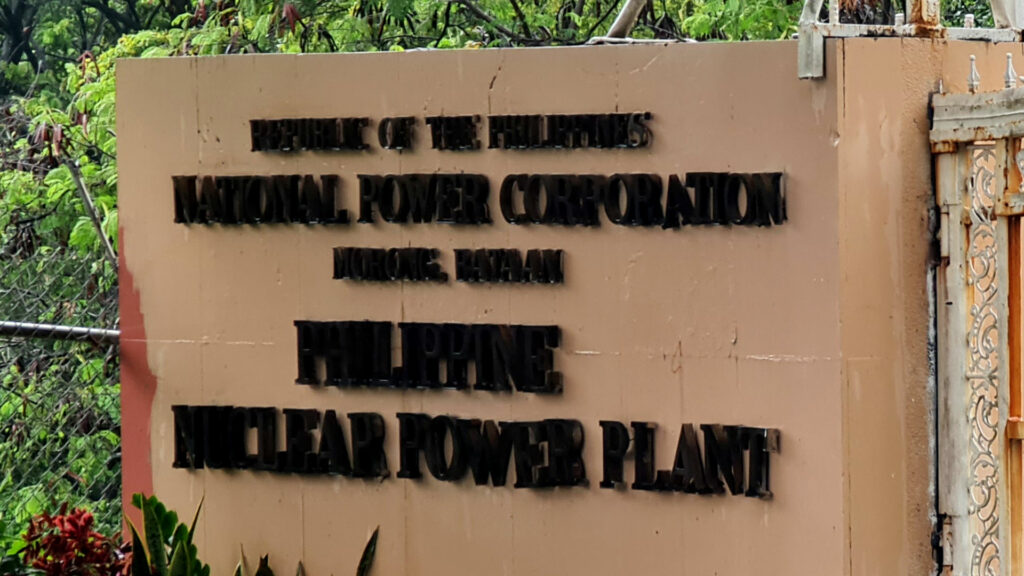 REPUBLIC OF THE PHILIPPINES
NATIONAL POWER CORPORATION
MORONG, BATAAN
PHILIPPINE
NUCLEAR POWER PLANT